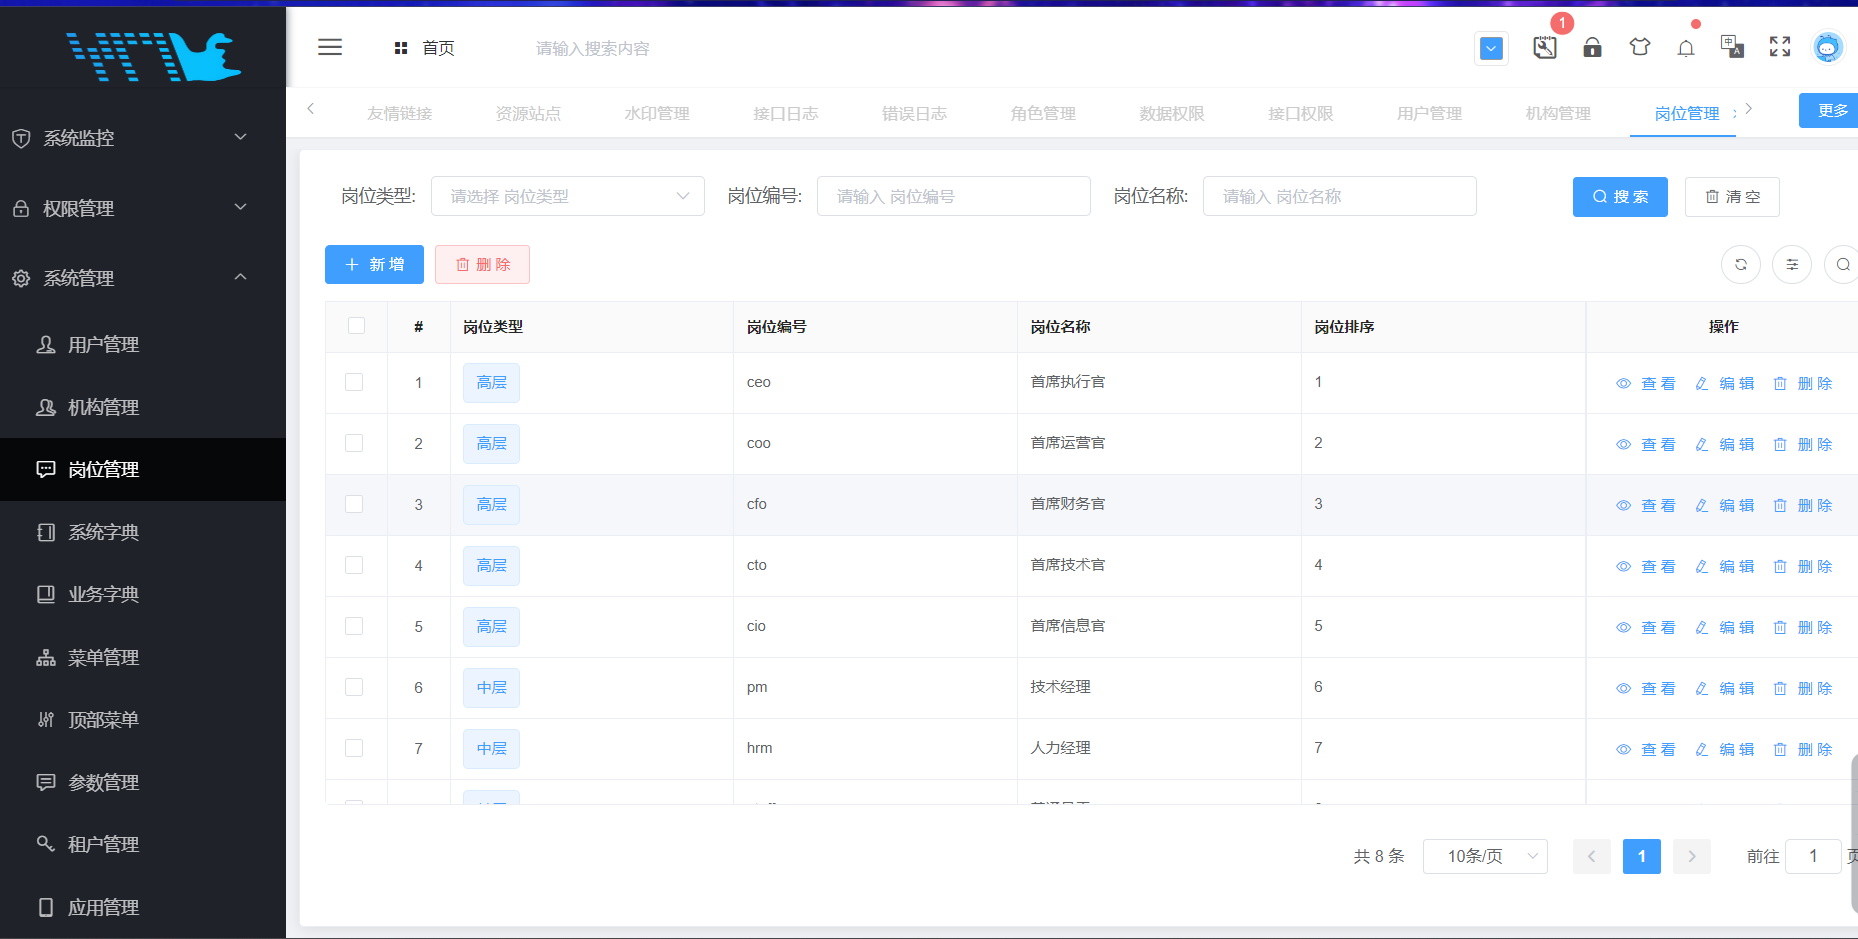 首页
请输入搜索内容
1
中
A
系统监控
权限管理
系统管理
用户管理
机构管理
岗位管理
系统字典
业务字典
菜单管理
顶部菜单
参数管理
租户管理
应用管理
友情链接 资源站点 水印管理 接口日志 错误日志 角色管理 数据权限 接口权限 用户管理 机构管理 岗位管理 更多
岗位类型: 请选择 岗位类型 岗位编号: 请输入 岗位编号 岗位名称: 请输入 岗位名称 搜 索 清 空
新 增 删 除
# 岗位类型 岗位编号 岗位名称 岗位排序 操作
1 高层 ceo 首席执行官 1 查 看 编 辑 删 除
2 高层 coo 首席运营官 2 查 看 编 辑 删 除
3 高层 cfo 首席财务官 3 查 看 编 辑 删 除
4 高层 cto 首席技术官 4 查 看 编 辑 删 除
5 高层 cio 首席信息官 5 查 看 编 辑 删 除
6 中层 pm 技术经理 6 查 看 编 辑 删 除
7 中层 hrm 人力经理 7 查 看 编 辑 删 除
共 8 条 10条/页 1 前往 1 页